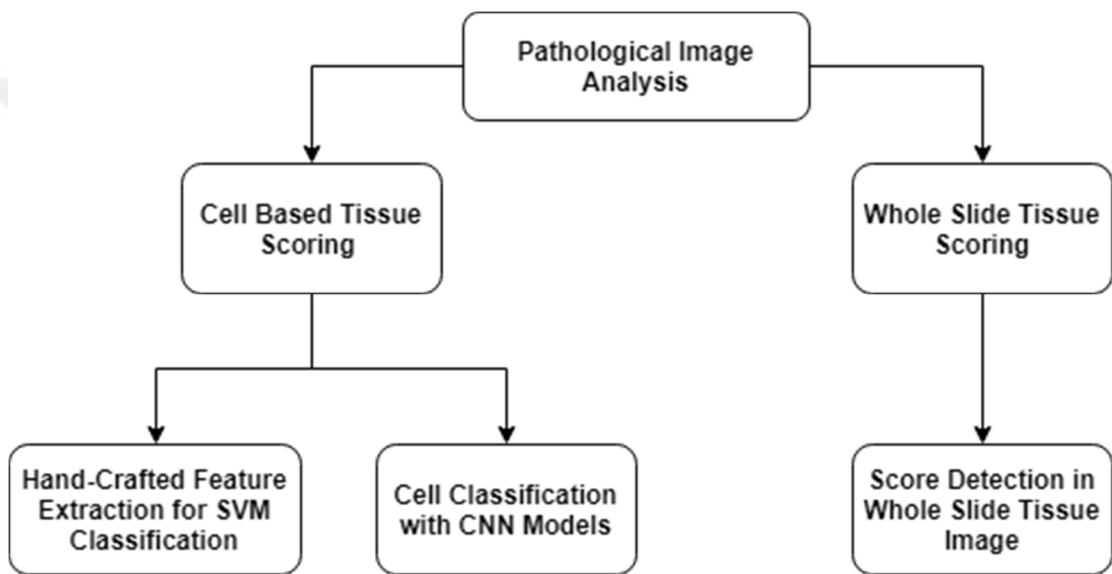 Pathological Image
Analysis
Cell Based Tissue
Scoring
Whole Slide Tissue
Scoring
Hand-Crafted Feature
Extraction for SVM
Classification
Cell Classification
with CNN Models
Score Detection in
Whole Slide Tissue
Image